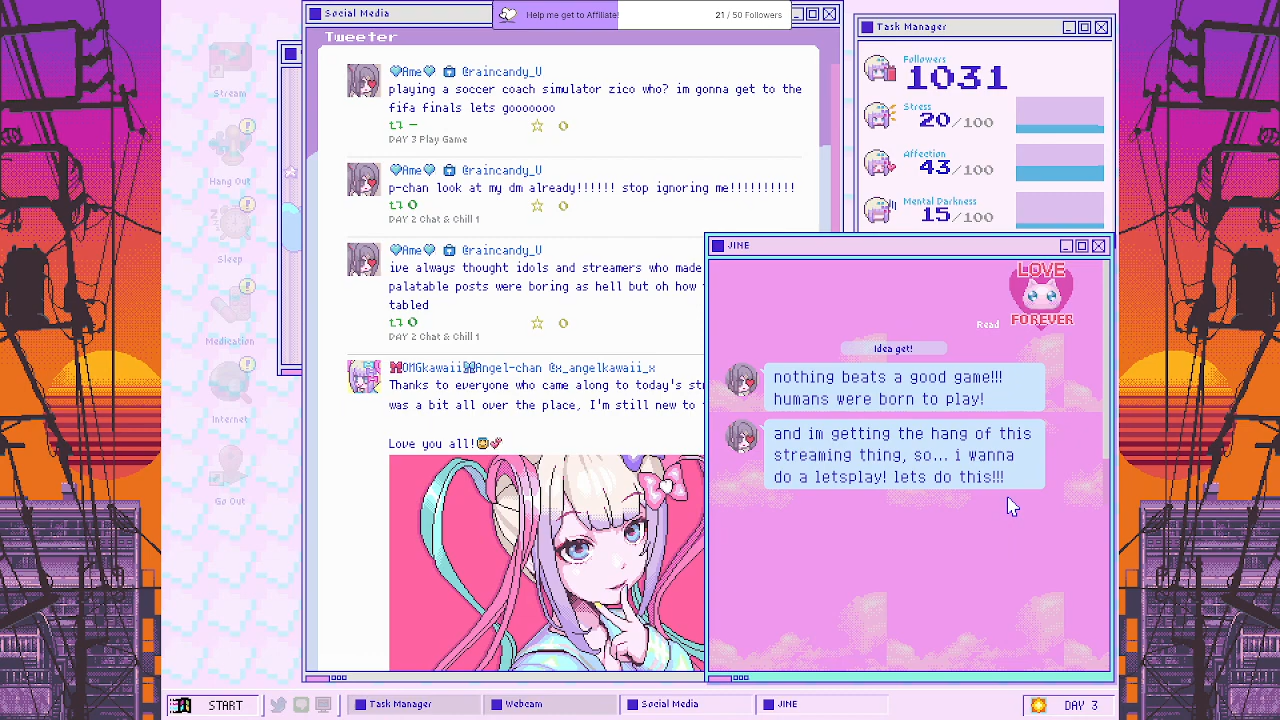 Social Media
Help me get to Affiliate!
21 / 50 Followers
Tweeter
Ame @raincandy_U
playing a soccer coach simulator zico who? im gonna get to the
fifa finals lets gooooooo
0
DAY 3 Play Game
Ame @raincandy_U
p-chan look at my dm already!!!!!! stop ignoring me!!!!!!!!!!
0
0
DAY 2 Chat & Chill 1
Ame @raincandy_U
ive always thought idols and streamers who made
palatable posts were boring as hell but oh how
tabled
0
0
DAY 2 Chat & Chill 1
OMGkawaii Angel-chan @x_angelkawaii_x
Thanks to everyone who came along to today's
was a bit all over the place. I'm still new to
Love you all!
Task Manager
Followers
1031
Stress
20/100
Affection
43/100
Mental Darkness
15/100
JINE
LOVE
FOREVER
Read
Idea get!
nothing beats a good game!!!
humans were born to play!
and im getting the hang of this
streaming thing, so... i wanna
do a letsplay! lets do this!!!
Stream
Hang Out
Sleep
Medication
Internet
Go Out
START
Task Manager
Social Media
JINE
DAY 3